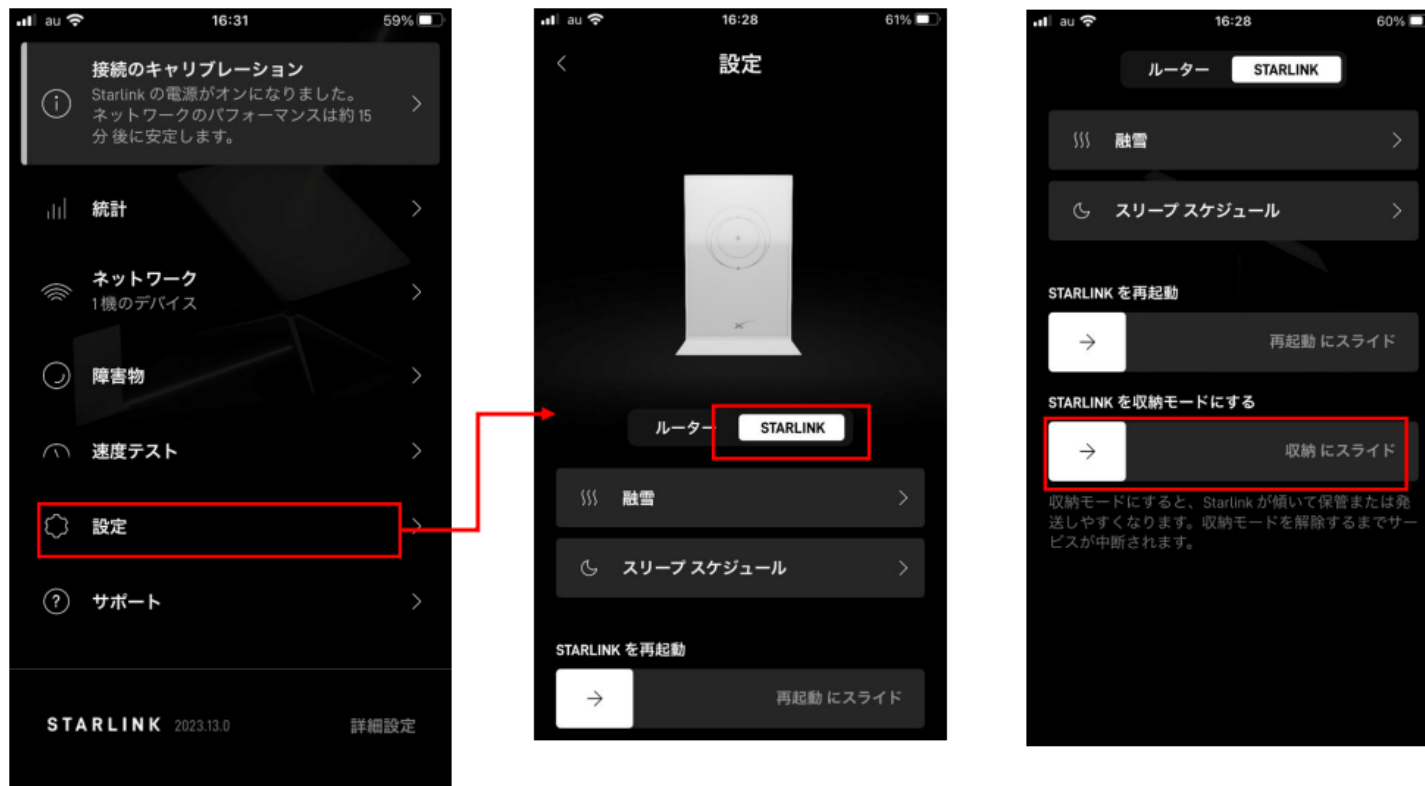 au 16:31 59%
接続のキャリブレーション
Starlink の電源がオンになりました。
ネットワークのパフォーマンスは約 15
分 後に安定します。
統計
ネットワーク
1 機のデバイス
障害物
速度テスト
設定
サポート
STARLINK 2023.13.0 詳細設定
au 16:28 61%
設定
ルーター STARLINK
融雪
スリープ スケジュール
STARLINK を再起動
再起動 にスライド
au 16:28 60%
ルーター STARLINK
融雪
スリープ スケジュール
STARLINK を再起動
再起動 にスライド
STARLINK を収納モードにする
収納 にスライド
収納モードにすると、Starlink が傾いて保管または発
送しやすくなります。収納モードを解除するまでサー
ビスが中断されます。